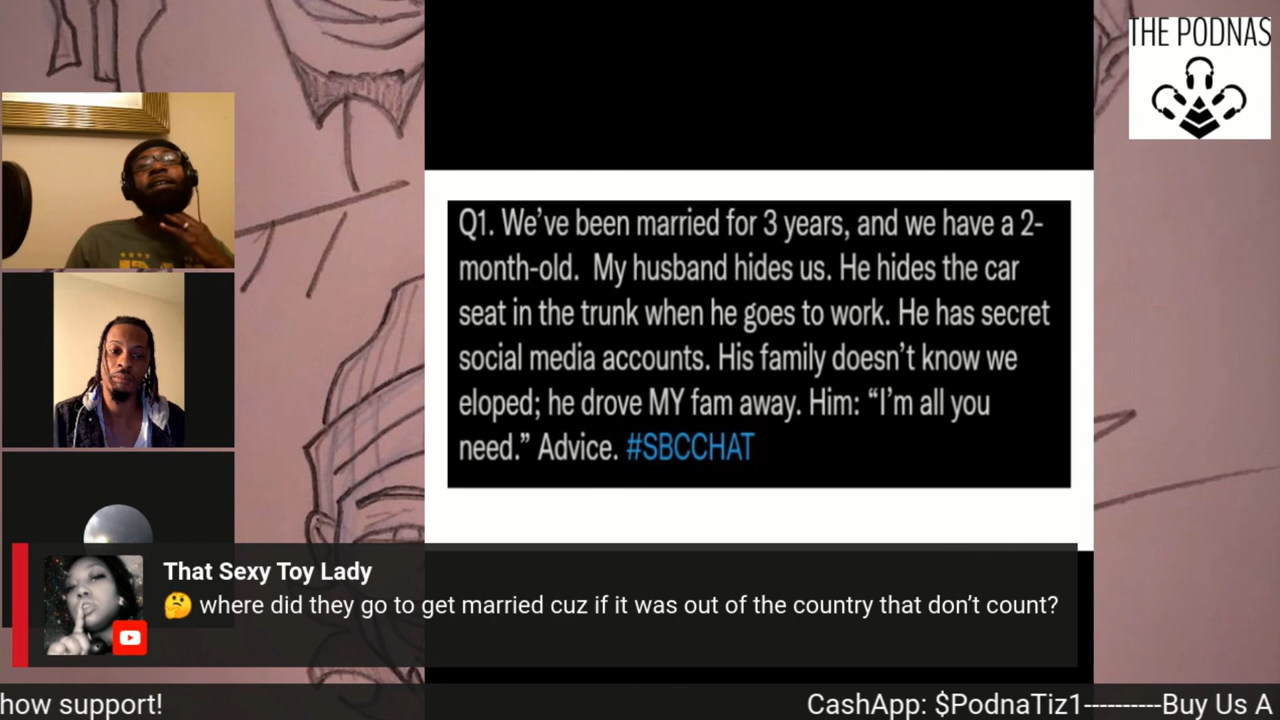 THE PODNAS
Q1. We’ve been married for 3 years, and we have a 2-
month-old.  My husband hides us. He hides the car
seat in the trunk when he goes to work. He has secret
social media accounts. His family doesn’t know we
eloped; he drove MY fam away. Him: “I’m all you
need.” Advice. #SBCCHAT
That Sexy Toy Lady
🤔 where did they go to get married cuz if it was out of the country that don’t count?
how support!
CashApp: $PodnaTiz1----------Buy Us A